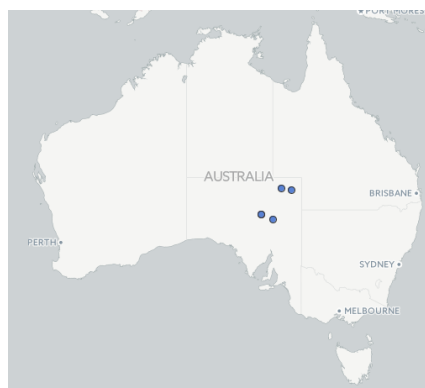 PORT MORES
AUSTRALIA
BRISBANE
PERTH
SYDNEY
MELBOURNE